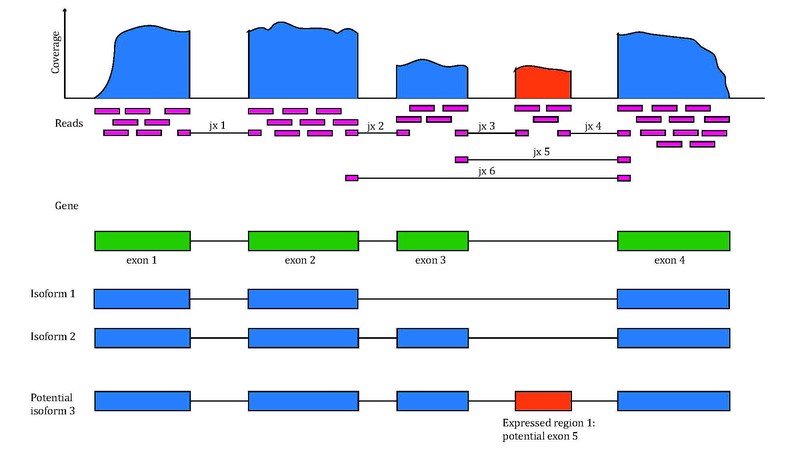 Coverage
Reads
jx 1
jx 2
jx 3
jx 4
jx 5
jx 6
Gene
exon 1
exon 2
exon 3
exon 4
Isoform 1
Isoform 2
Potential
isoform 3
Expressed region 1:
potential exon 5